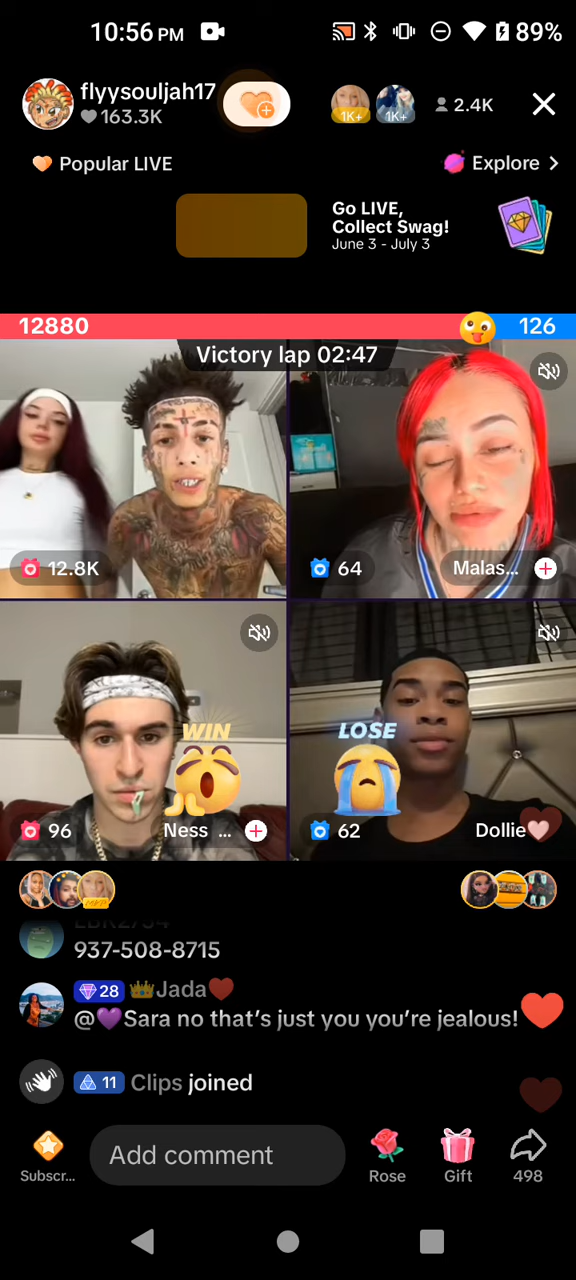 10:56 PM
89%
flyysouljah17
163.3K
1K+
1K+
2.4K
Popular LIVE
Explore >
Go LIVE,
Collect Swag!
June 3 - July 3
12880
126
Victory lap 02:47
12.8K
64
Malas...
WIN
LOSE
96
Ness ...
62
Dollie
LBR2754
937-508-8715
28 Jada
@💜Sara no that's just you you're jealous!
11 Clips joined
Add comment
Subscr...
Rose
Gift
498